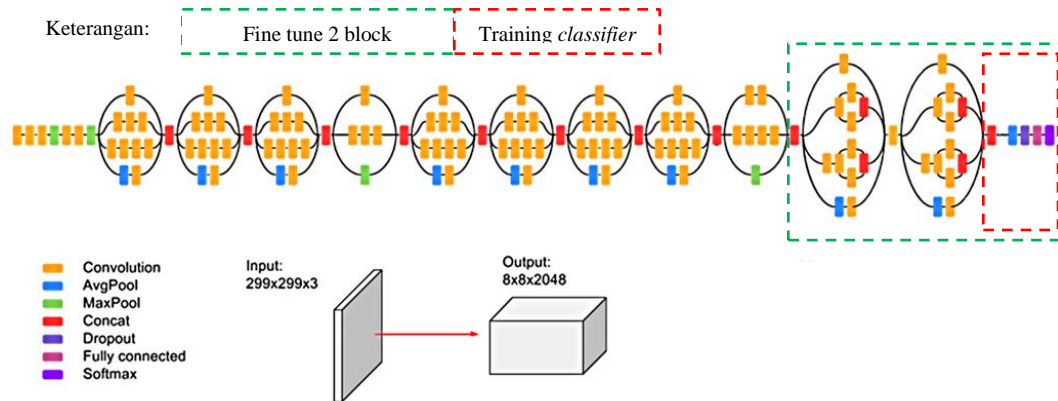 Keterangan:
Fine tune 2 block
Training classifier
Convolution
AvgPool
MaxPool
Concat
Dropout
Fully connected
Softmax
Input:
299x299x3
Output:
8x8x2048